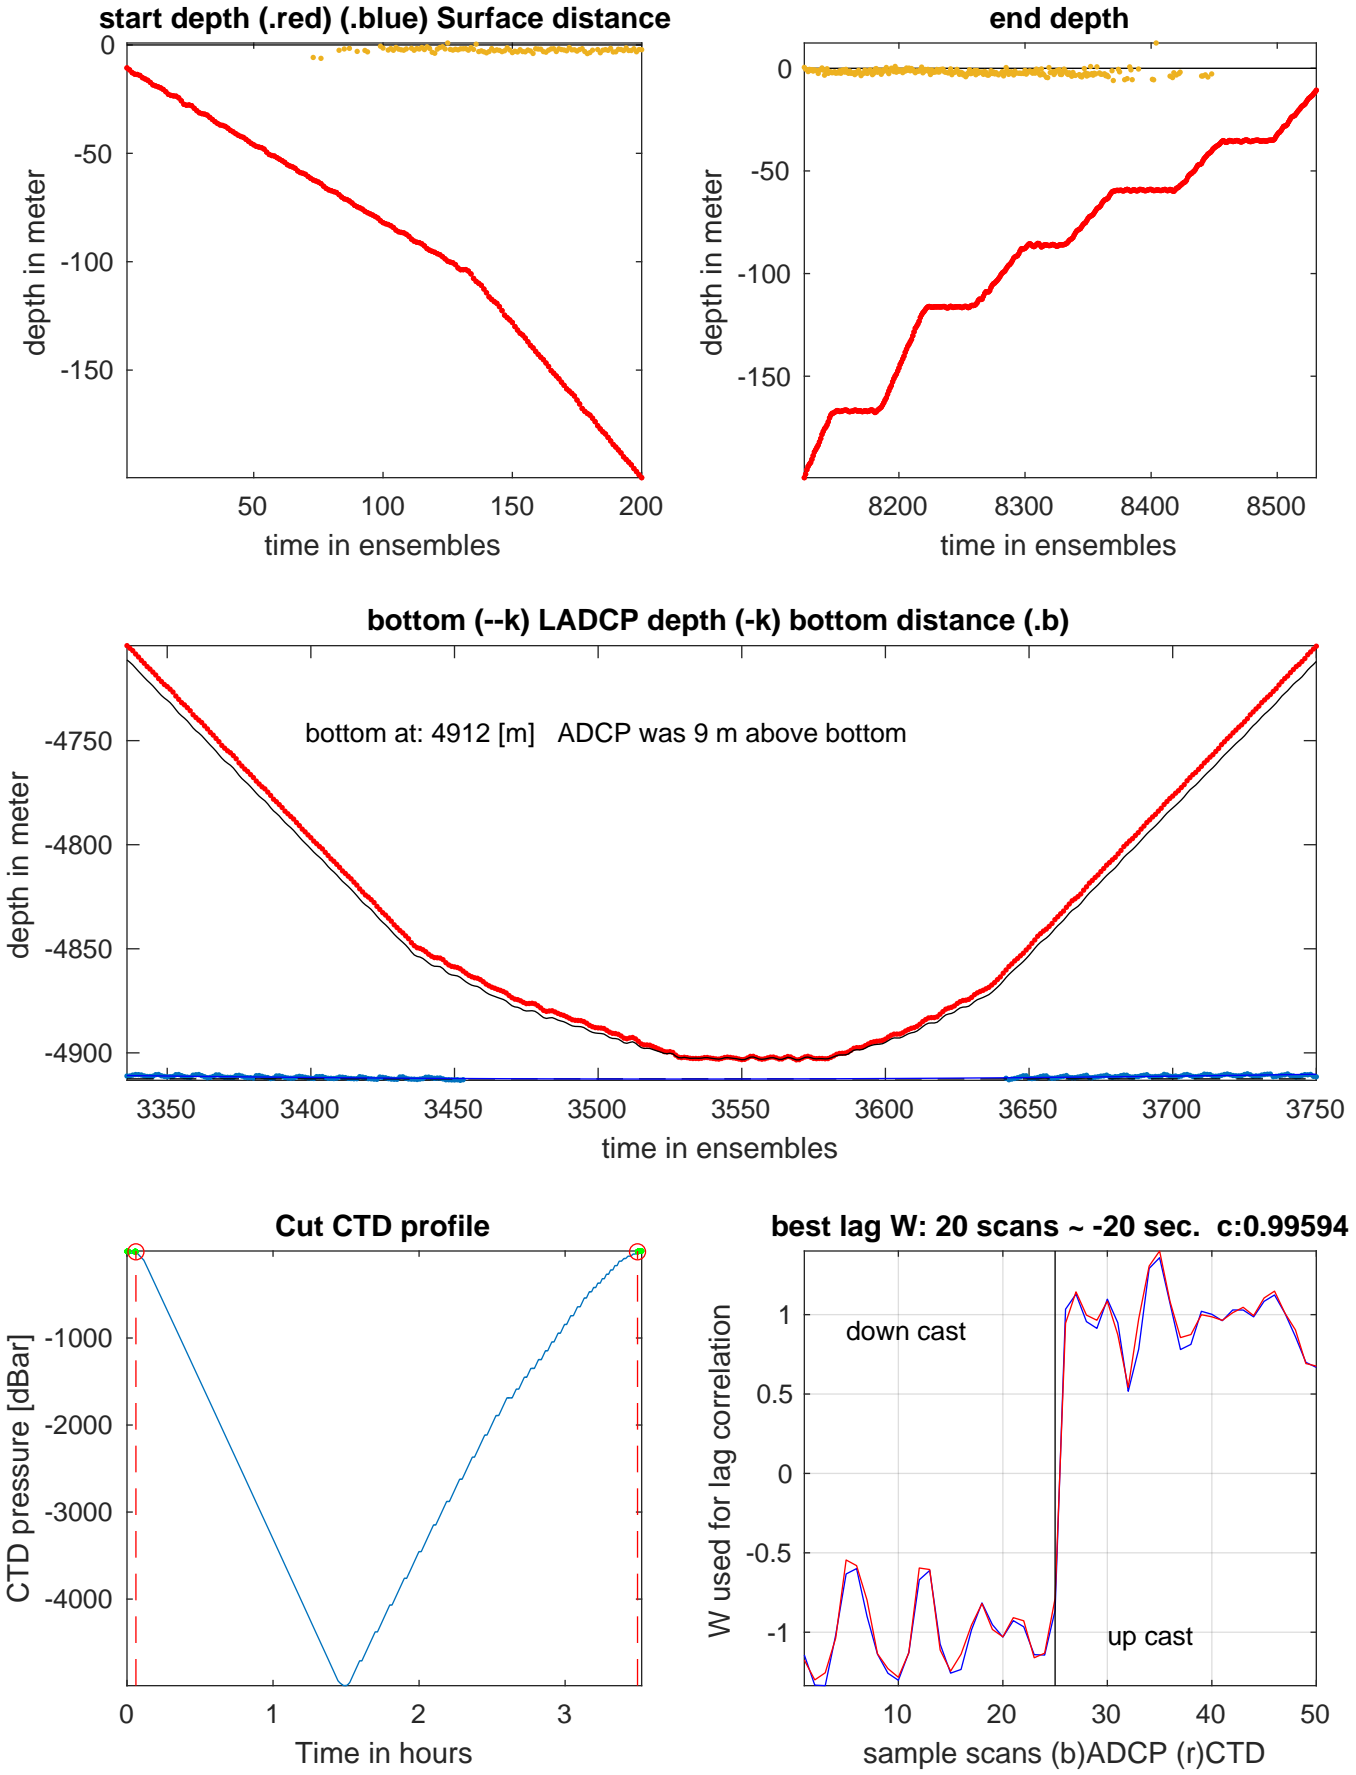 start depth (.red) (.blue) Surface distance
0
-50
-100
-150
depth in meter
50
100
150
200
time in ensembles
end depth
0
-50
-100
-150
depth in meter
8200
8300
8400
8500
time in ensembles
bottom (--k) LADCP depth (-k) bottom distance (.b)
bottom at: 4912 [m]   ADCP was 9 m above bottom
-4750
-4800
-4850
-4900
depth in meter
3350
3400
3450
3500
3550
3600
3650
3700
3750
time in ensembles
Cut CTD profile
-1000
-2000
-3000
-4000
CTD pressure [dBar]
0
1
2
3
Time in hours
best lag W: 20 scans ~ -20 sec.  c:0.99594
down cast
up cast
1
0.5
0
-0.5
-1
W used for lag correlation
10
20
30
40
50
sample scans (b)ADCP (r)CTD